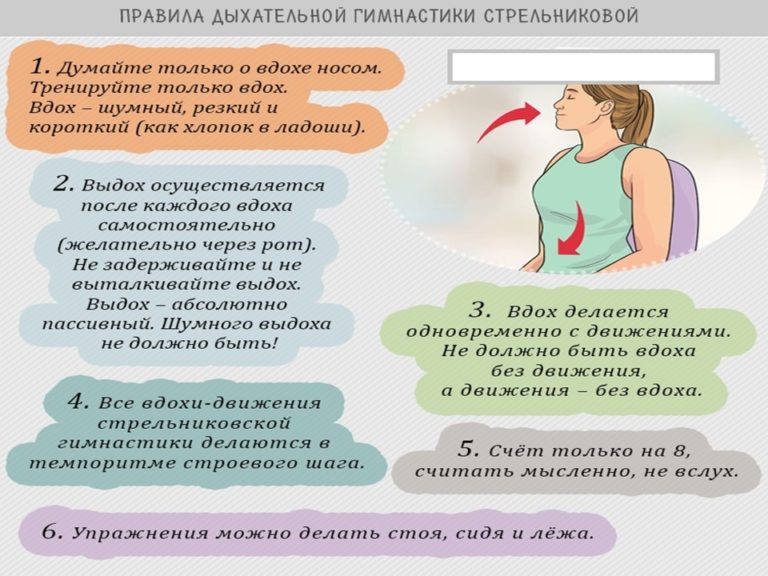 ПРАВИЛА ДЫХАТЕЛЬНОЙ ГИМНАСТИКИ СТРЕЛЬНИКОВОЙ
1. Думайте только о вдохе носом.
Тренируйте только вдох.
Вдох – шумный, резкий и
короткий (как хлопок в ладоши).
2. Выдох осуществляется
после каждого вдоха
самостоятельно
(желательно через рот).
Не задерживайте и не
выталкивайте выдох.
Выдох – абсолютно
пассивный. Шумного выдоха
не должно быть!
3. Вдох делается
одновременно с движениями.
Не должно быть вдоха
без движения,
а движения – без вдоха.
4. Все вдохи-движения
стрельниковской
гимнастики делаются в
темпоритме строевого шага.
5. Счёт только на 8,
считать мысленно, не вслух.
6. Упражнения можно делать стоя, сидя и лёжа.